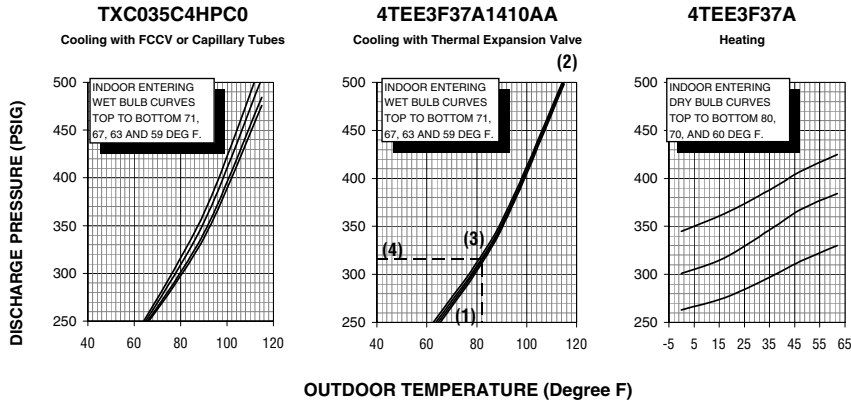 TXC035C4HPC0
Cooling with FCCV or Capillary Tubes
4TEE3F37A1410AA
Cooling with Thermal Expansion Valve
(2)
4TEE3F37A
Heating
DISCHARGE PRESSURE (PSIG)
500
450
400
350
300
250
INDOOR ENTERING
WET BULB CURVES
TOP TO BOTTOM 71,
67, 63 AND 59 DEG F.
40 60 80 100 120
500
450
400
350
300
250
INDOOR ENTERING
WET BULB CURVES
TOP TO BOTTOM 71,
67, 63 AND 59 DEG F.
(3)
(4)
(1)
40 60 80 100 120
500
450
400
350
300
250
INDOOR ENTERING
DRY BULB CURVES
TOP TO BOTTOM 80,
70, AND 60 DEG F.
-5 5 15 25 35 45 55 65
OUTDOOR TEMPERATURE (Degree F)